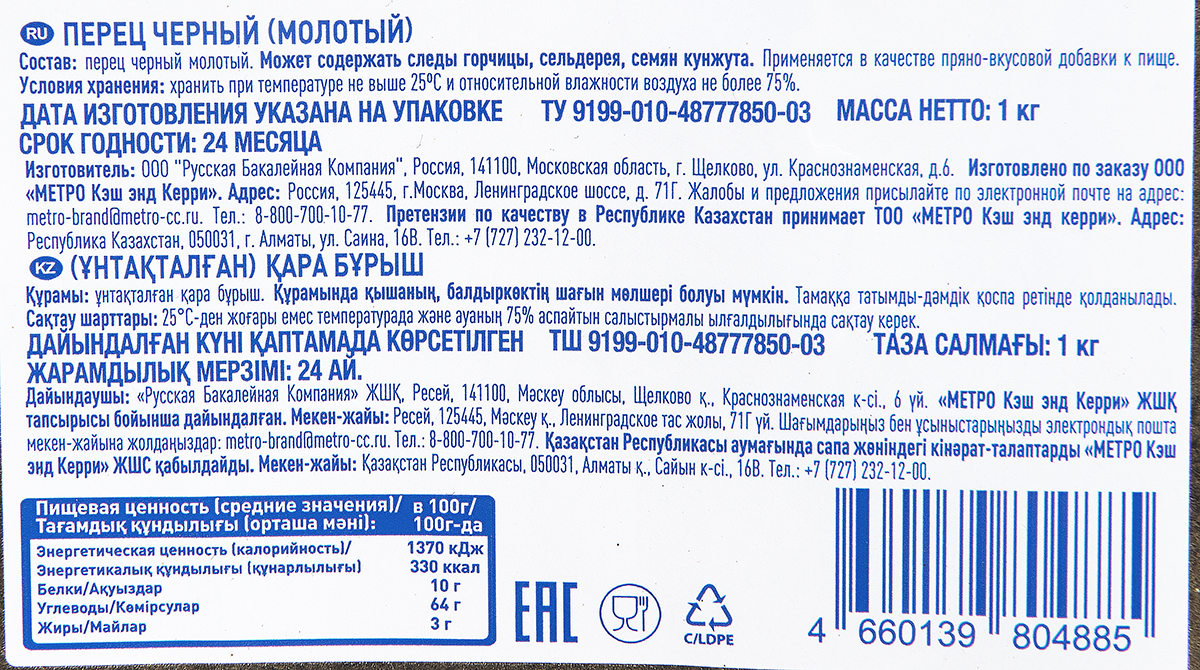 RU ПЕРЕЦ ЧЕРНЫЙ (МОЛОТЫЙ)
Состав: перец черный молотый. Может содержать следы горчицы, сельдерея, семян кунжута. Применяется в качестве пряно-вкусовой добавки к пище.
Условия хранения: хранить при температуре не выше 25ºС и относительной влажности воздуха не более 75%.
ДАТА ИЗГОТОВЛЕНИЯ УКАЗАНА НА УПАКОВКЕ ТУ 9199-010-48777850-03 МАССА НЕТТО: 1 кг
СРОК ГОДНОСТИ: 24 МЕСЯЦА
Изготовитель: ООО "Русская Бакалейная Компания", Россия, 141100, Московская область, г. Щелково, ул. Краснознаменская, д.6. Изготовлено по заказу ООО
«МЕТРО Кэш энд Керри». Адрес: Россия, 125445, г.Москва, Ленинградское шоссе, д. 71Г. Жалобы и предложения присылайте по электронной почте на адрес:
metro-brand@metro-cc.ru. Тел.: 8-800-700-10-77. Претензии по качеству в Республике Казахстан принимает ТОО «МЕТРО Кэш энд керри». Адрес:
Республика Казахстан, 050031, г. Алматы, ул. Саина, 16В. Тел.: +7 (727) 232-12-00.
KZ (ҰНТАҚТАЛҒАН) ҚАРА БҰРЫШ
Құрамы: ұнтақталған қара бұрыш. Құрамында қышаның, балдыркөктің шағын мөлшері болуы мүмкін. Тамаққа татымды-дәмдік қоспа ретінде қолданылады.
Сақтау шарттары: 25°С-ден жоғары емес температурада және ауаның 75% аспайтын салыстырмалы ылғалдылығында сақтау керек.
ДАЙЫНДАЛҒАН КҮНІ ҚАПТАМАДА КӨРСЕТІЛГЕН ТШ 9199-010-48777850-03 ТАЗА САЛМАҒЫ: 1 кг
ЖАРАМДЫЛЫҚ МЕРЗІМІ: 24 АЙ.
Дайындаушы: «Русская Бакалейная Компания» ЖШҚ, Ресей, 141100, Мәскеу облысы, Щелково қ., Краснознаменская к-сі., 6 үй. «МЕТРО Кэш энд Керри» ЖШҚ
тапсырысы бойынша дайындалған. Мекен-жайы: Ресей, 125445, Мәскеу қ., Ленинградское тас жолы, 71Г үй. Шағымдарыңыз бен ұсыныстарыңызды электрондық пошта
мекен-жайына жолдаңыздар: metro-brand@metro-cc.ru. Тел.: 8-800-700-10-77. Қазақстан Республикасы аумағында сапа жөніндегі кінәрат-талаптарды «МЕТРО Кэш
энд Керри» ЖШС қабылдайды. Мекен-жайы: Қазақстан Республикасы, 050031, Алматы қ., Сайын к-сі., 16В. Тел.: +7 (727) 232-12-00.
Пищевая ценность (средние значения)/ в 100г/
Тағамдық құндылығы (орташа мәні): 100г-да
Энергетическая ценность (калорийность)/ 1370 кДж
Энергетикалық құндылығы (құнарлылығы) 330 ккал
Белки/Ақуыздар 10 г
Углеводы/Көмірсулар 64 г
Жиры/Майлар 3 г
EAC
C/LDPE
4 660139 804885